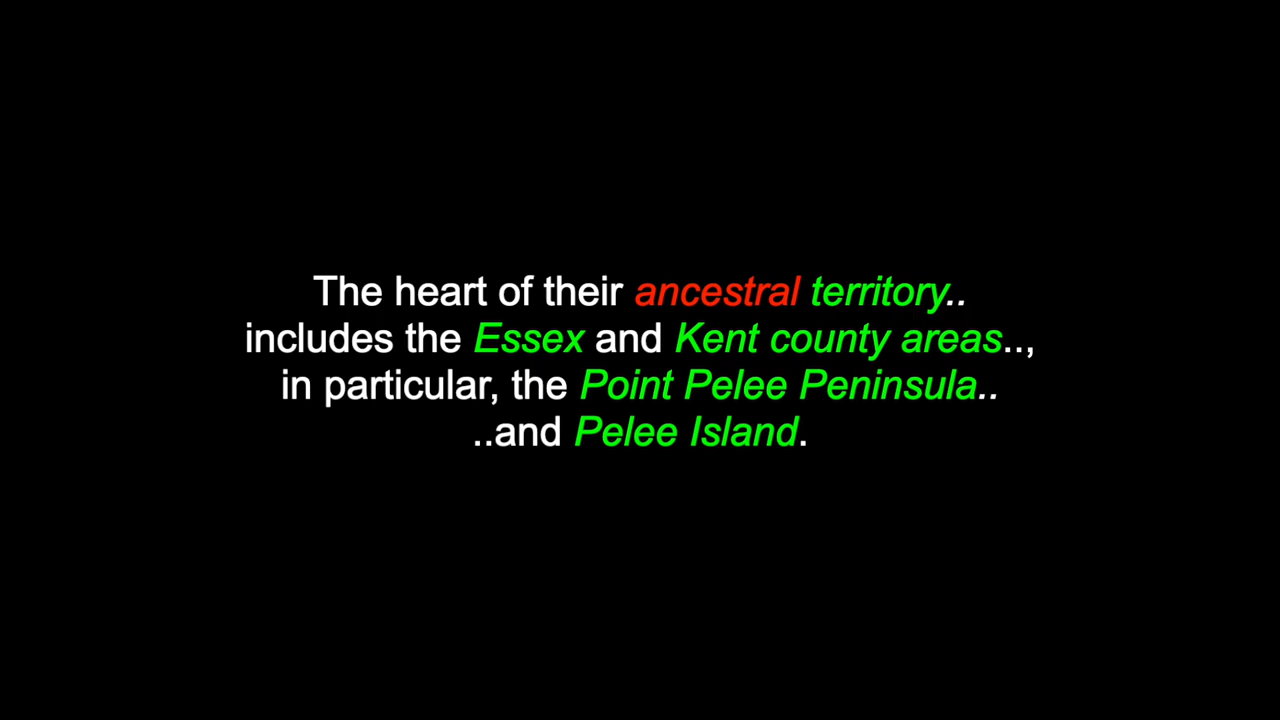 The heart of their ancestral territory..
includes the Essex and Kent county areas..,
in particular, the Point Pelee Peninsula..
..and Pelee Island.